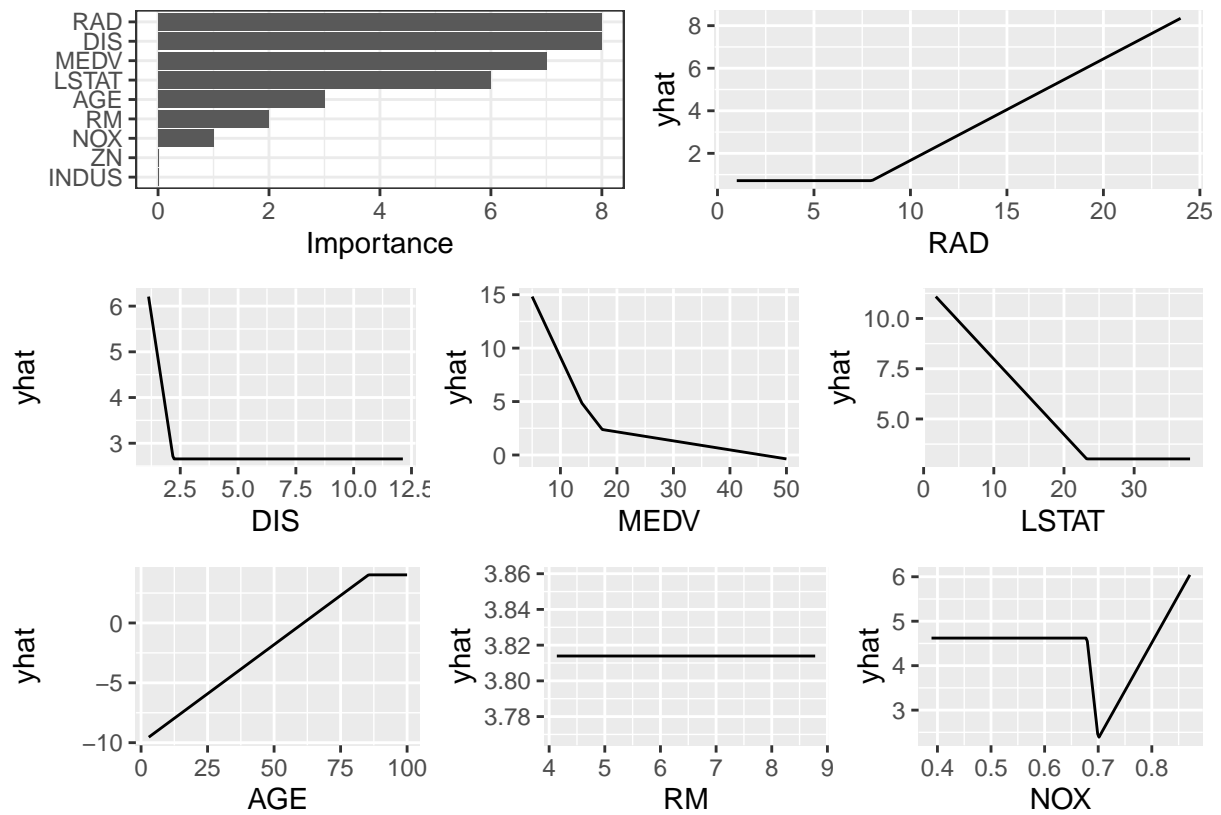 RAD
DIS
MEDV
LSTAT
AGE
RM
NOX
ZN
INDUS
0 2 4 6 8
Importance
8
6
4
2
yhat
0 5 10 15 20 25
RAD
6
5
4
3
yhat
2.5 5.0 7.5 10.0 12.5
DIS
15
10
5
0
yhat
10 20 30 40 50
MEDV
10.0
7.5
5.0
yhat
0 10 20 30
LSTAT
0
−5
−10
yhat
0 25 50 75 100
AGE
3.86
3.84
3.82
3.80
3.78
yhat
4 5 6 7 8 9
RM
6
5
4
3
yhat
0.4 0.5 0.6 0.7 0.8
NOX